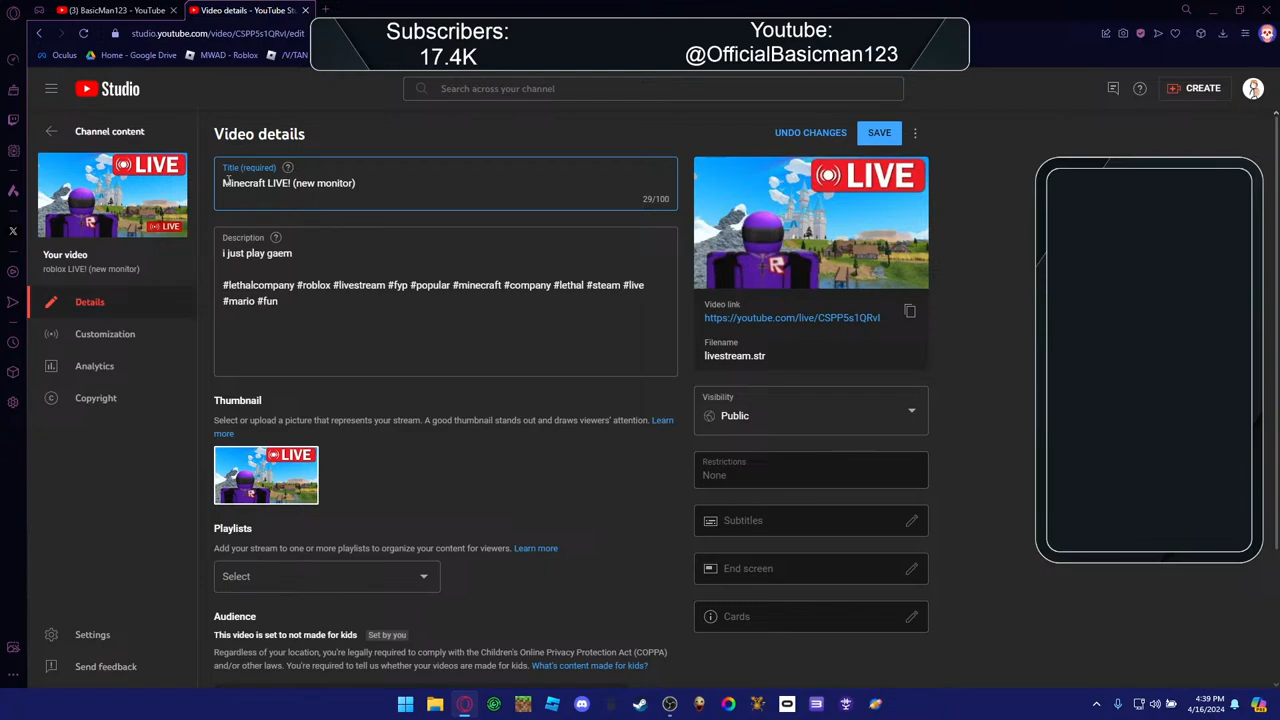 (3) BasicMan123 - YouTube
Video details - YouTube St
studio.youtube.com/video/CSPP5s1QRvI/edit
Oculus
Home - Google Drive
MWAD - Roblox
/V/TAN
Subscribers:
17.4K
Youtube:
@OfficialBasicman123
Studio
Search across your channel
CREATE
Channel content
LIVE
LIVE
Your video
roblox LIVE! (new monitor)
Details
Customization
Analytics
Copyright
Settings
Send feedback
Video details
UNDO CHANGES
SAVE
Title (required)
Minecraft LIVE! (new monitor)
29/100
Description
i just play gaem
#lethalcompany #roblox #livestream #fyp #popular #minecraft #company #lethal #steam #live
#mario #fun
Thumbnail
Select or upload a picture that represents your stream. A good thumbnail stands out and draws viewers' attention. Learn
more
LIVE
Playlists
Add your stream to one or more playlists to organize your content for viewers. Learn more
Select
Audience
This video is set to not made for kids
Set by you
Regardless of your location, you're legally required to comply with the Children's Online Privacy Protection Act (COPPA)
and/or other laws. You're required to tell us whether your videos are made for kids. What's content made for kids?
LIVE
Video link
https://youtube.com/live/CSPP5s1QRvI
Filename
livestream.str
Visibility
Public
Restrictions
None
Subtitles
End screen
Cards
4:39 PM
4/16/2024